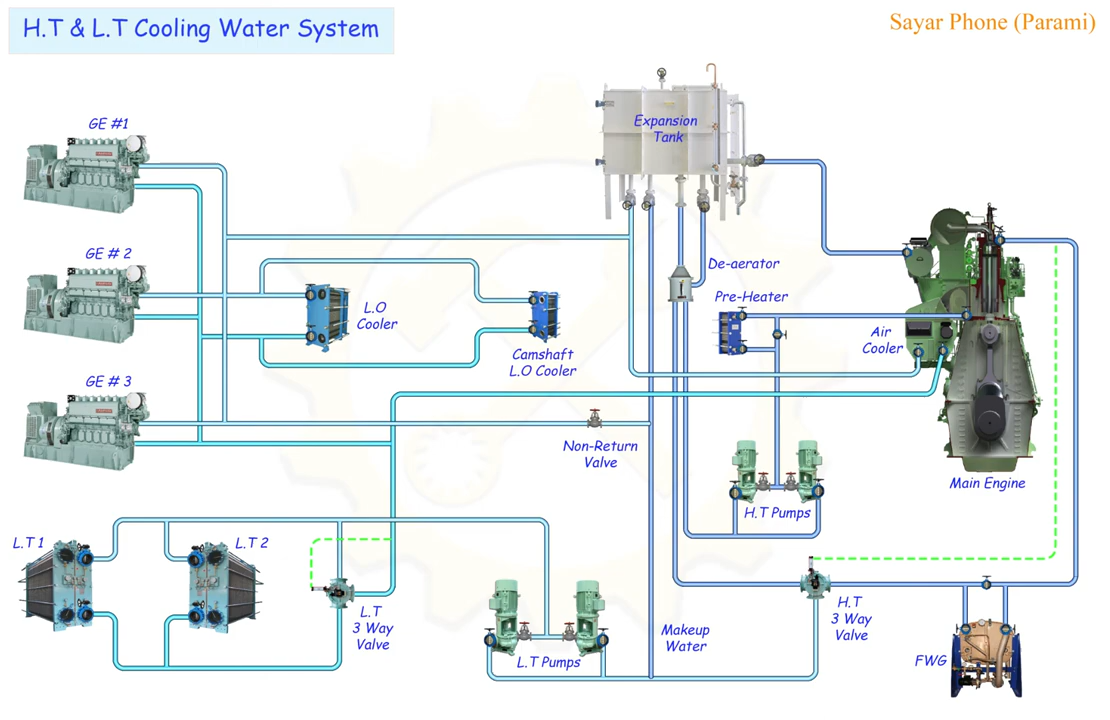 H.T & L.T Cooling Water System
Sayar Phone (Parami)
GE #1
Expansion
Tank
GE # 2
De-aerator
Pre-Heater
L.O
Cooler
Air
Cooler
Camshaft
L.O Cooler
GE # 3
Non-Return
Valve
Main Engine
H.T Pumps
L.T 1
L.T 2
L.T
3 Way
Valve
H.T
3 Way
Valve
Makeup
Water
L.T Pumps
FWG